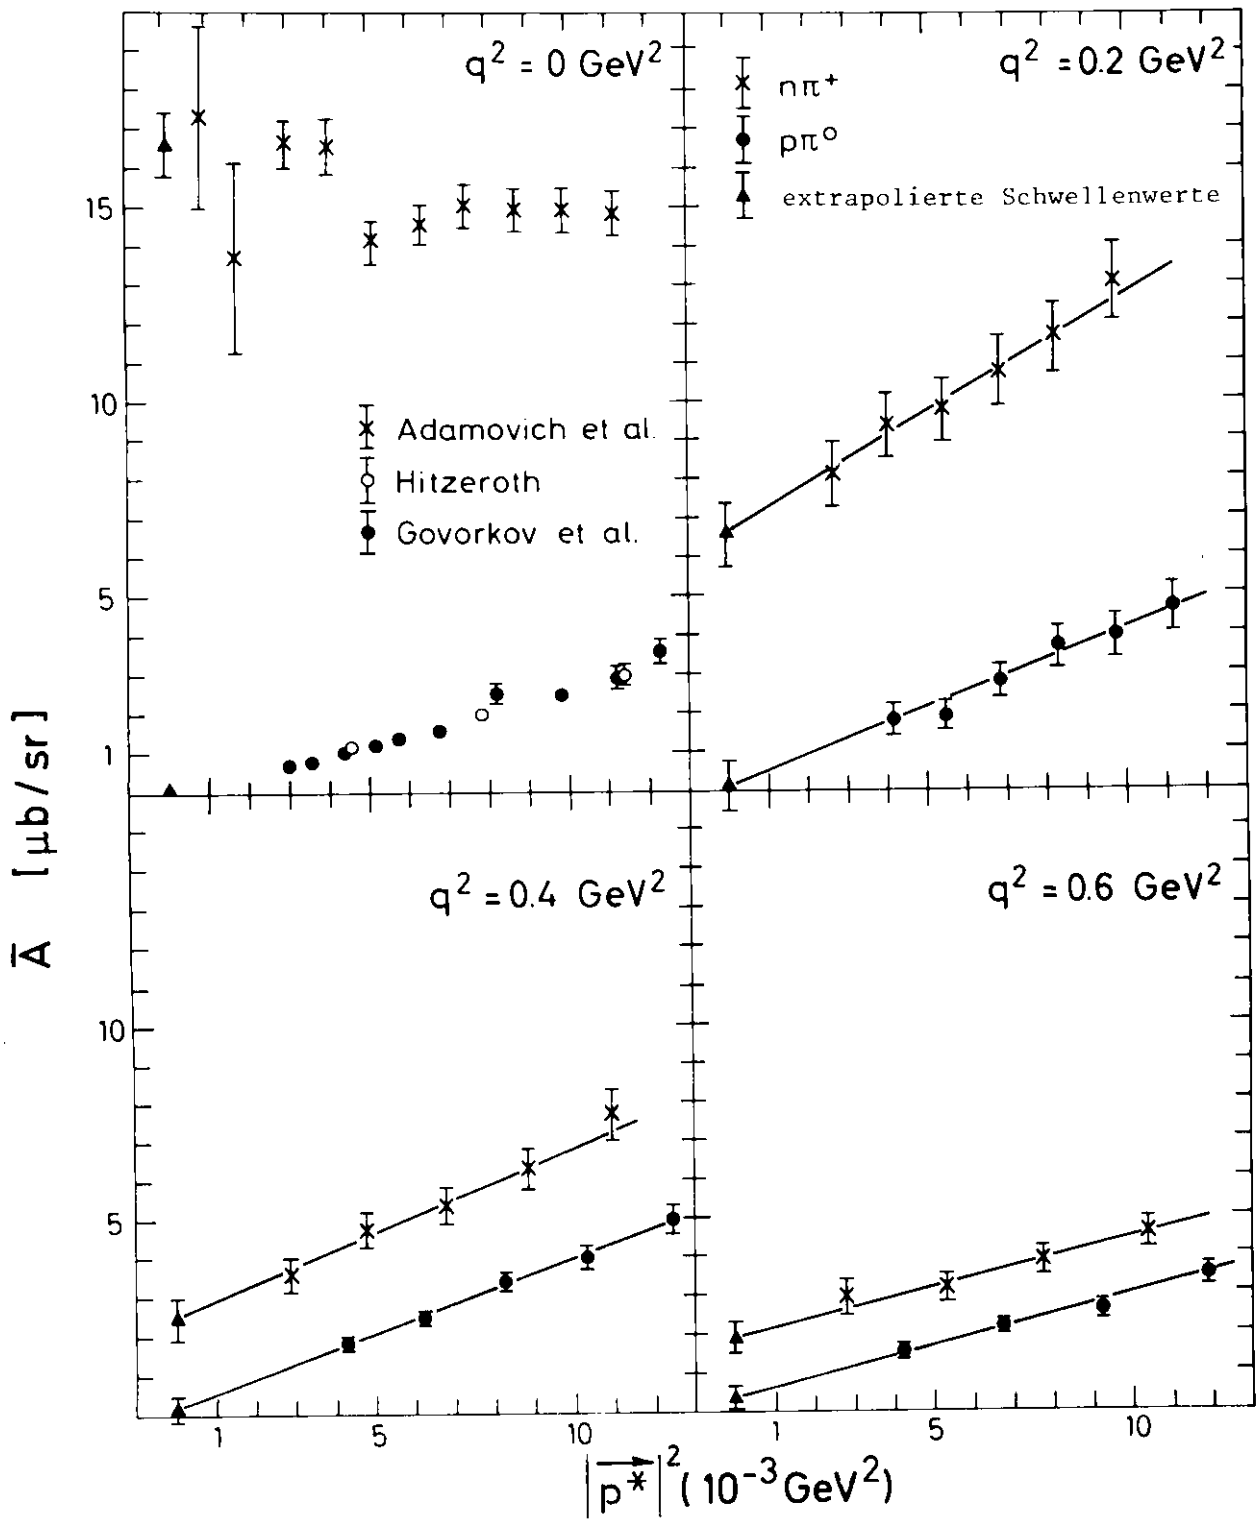 q² = 0 GeV²
15
10
5
1
Adamovich et al.
Hitzeroth
Govorkov et al.
q² = 0.2 GeV²
nπ⁺
pπ⁰
extrapolierte Schwellenwerte
Ā [μb/sr]
q² = 0.4 GeV²
10
5
1 5 10
q² = 0.6 GeV²
1 5 10
|p*|² (10⁻³ GeV²)